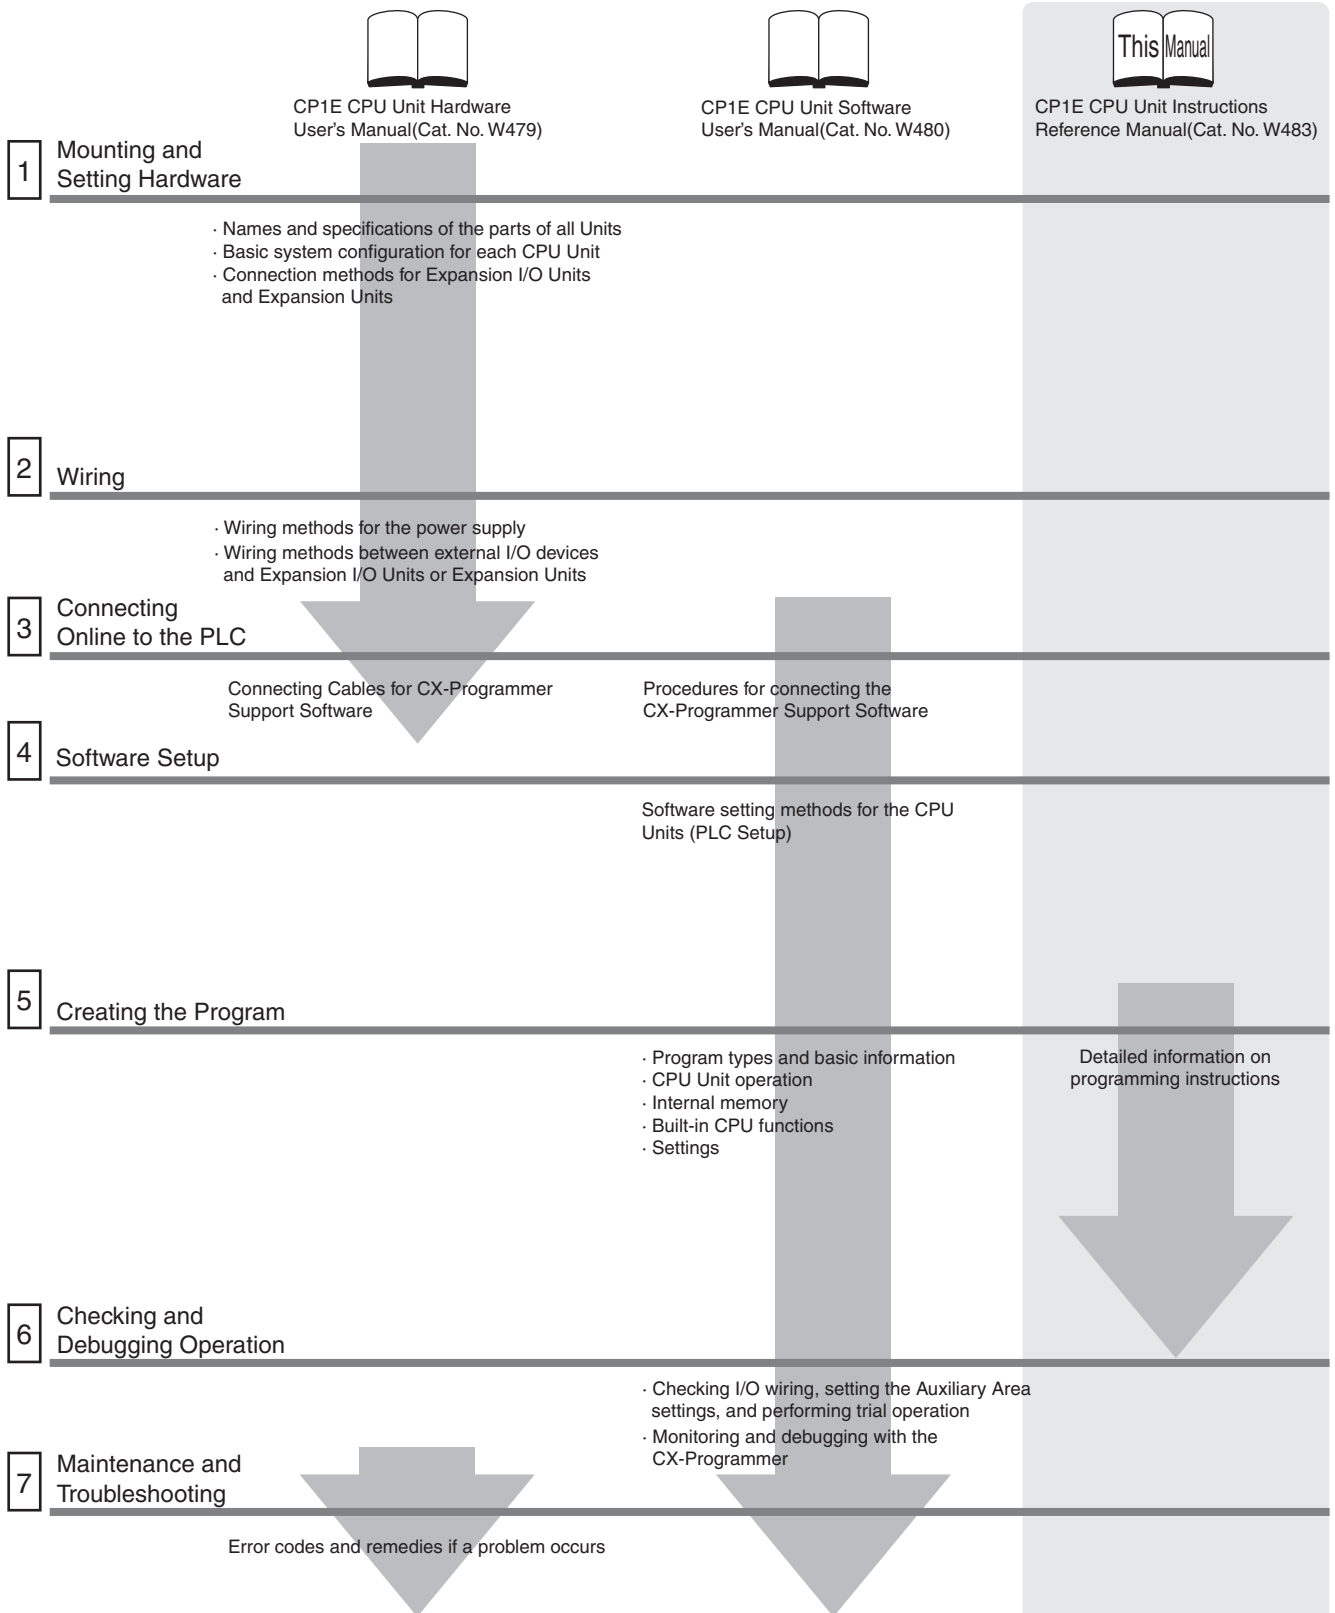 This Manual
CP1E CPU Unit Hardware
User's Manual(Cat. No. W479)
CP1E CPU Unit Software
User's Manual(Cat. No. W480)
CP1E CPU Unit Instructions
Reference Manual(Cat. No. W483)
1
Mounting and
Setting Hardware
· Names and specifications of the parts of all Units
· Basic system configuration for each CPU Unit
· Connection methods for Expansion I/O Units
and Expansion Units
2
Wiring
· Wiring methods for the power supply
· Wiring methods between external I/O devices
and Expansion I/O Units or Expansion Units
3
Connecting
Online to the PLC
Connecting Cables for CX-Programmer
Support Software
Procedures for connecting the
CX-Programmer Support Software
4
Software Setup
Software setting methods for the CPU
Units (PLC Setup)
5
Creating the Program
· Program types and basic information
· CPU Unit operation
· Internal memory
· Built-in CPU functions
· Settings
Detailed information on
programming instructions
6
Checking and
Debugging Operation
· Checking I/O wiring, setting the Auxiliary Area
settings, and performing trial operation
· Monitoring and debugging with the
CX-Programmer
7
Maintenance and
Troubleshooting
Error codes and remedies if a problem occurs